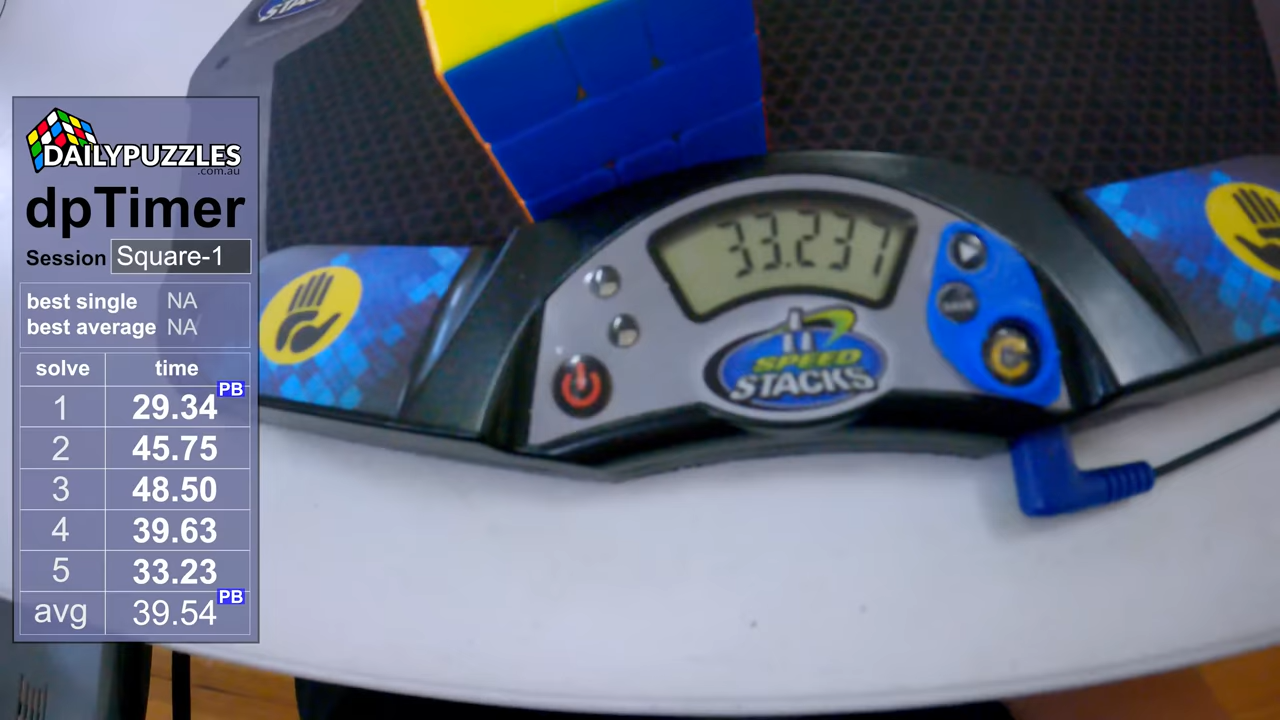 STAC
DAILYPUZZLES
.com.au
dpTimer
Session Square-1
best single NA
best average NA
solve time
1 29.34 PB
2 45.75
3 48.50
4 39.63
5 33.23
avg 39.54 PB
33.237
SPEED
STACKS